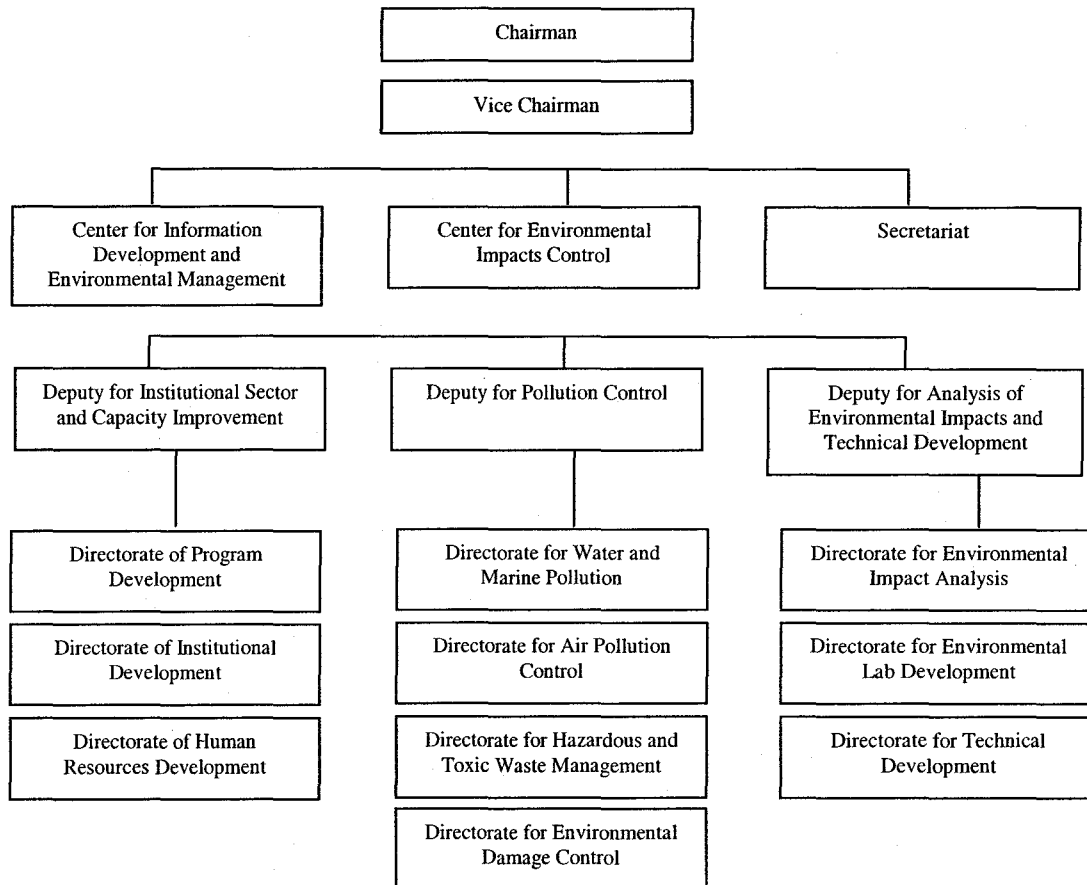 Chairman
Vice Chairman
Center for Information
Development and
Environmental Management
Center for Environmental
Impacts Control
Secretariat
Deputy for Institutional Sector
and Capacity Improvement
Deputy for Pollution Control
Deputy for Analysis of
Environmental Impacts and
Technical Development
Directorate of Program
Development
Directorate for Water and
Marine Pollution
Directorate for Environmental
Impact Analysis
Directorate of Institutional
Development
Directorate for Air Pollution
Control
Directorate for Environmental
Lab Development
Directorate of Human
Resources Development
Directorate for Hazardous and
Toxic Waste Management
Directorate for Technical
Development
Directorate for Environmental
Damage Control